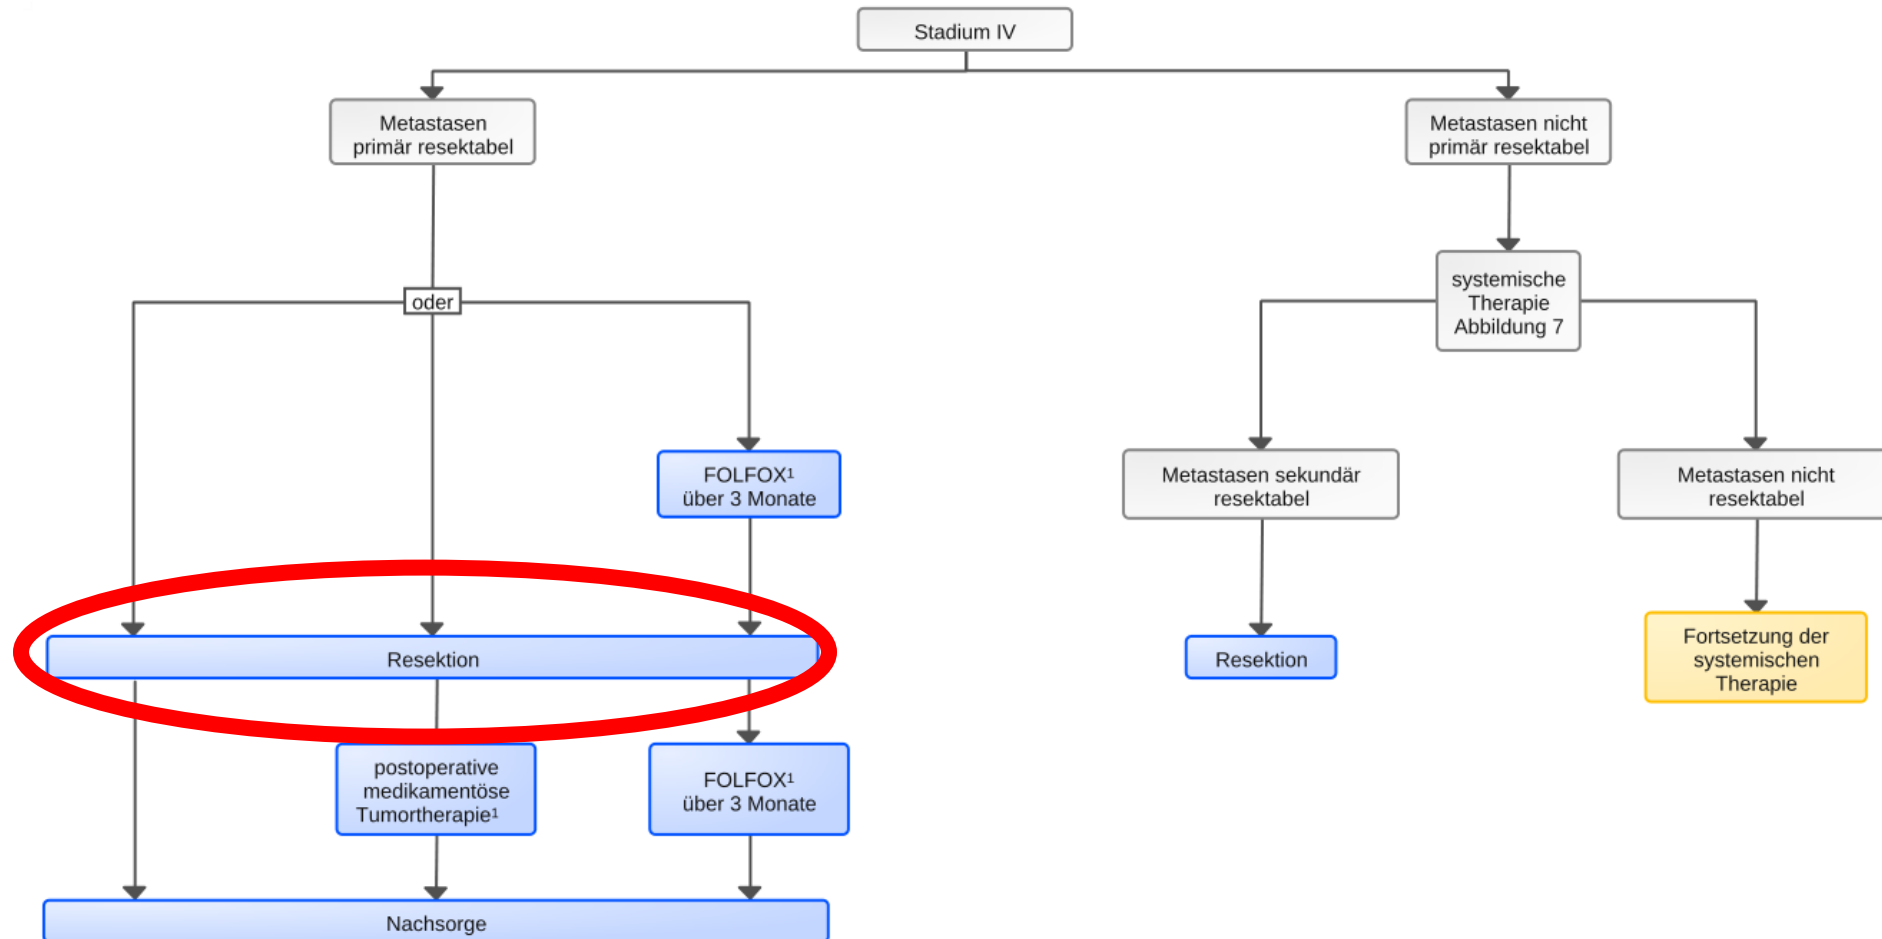 Stadium IV
Metastasen
primär resektabel
Metastasen nicht
primär resektabel
oder
systemische
Therapie
Abbildung 7
FOLFOX¹
über 3 Monate
Metastasen sekundär
resektabel
Metastasen nicht
resektabel
Resektion
Resektion
Fortsetzung der
systemischen
Therapie
postoperative
medikamentöse
Tumortherapie¹
FOLFOX¹
über 3 Monate
Nachsorge